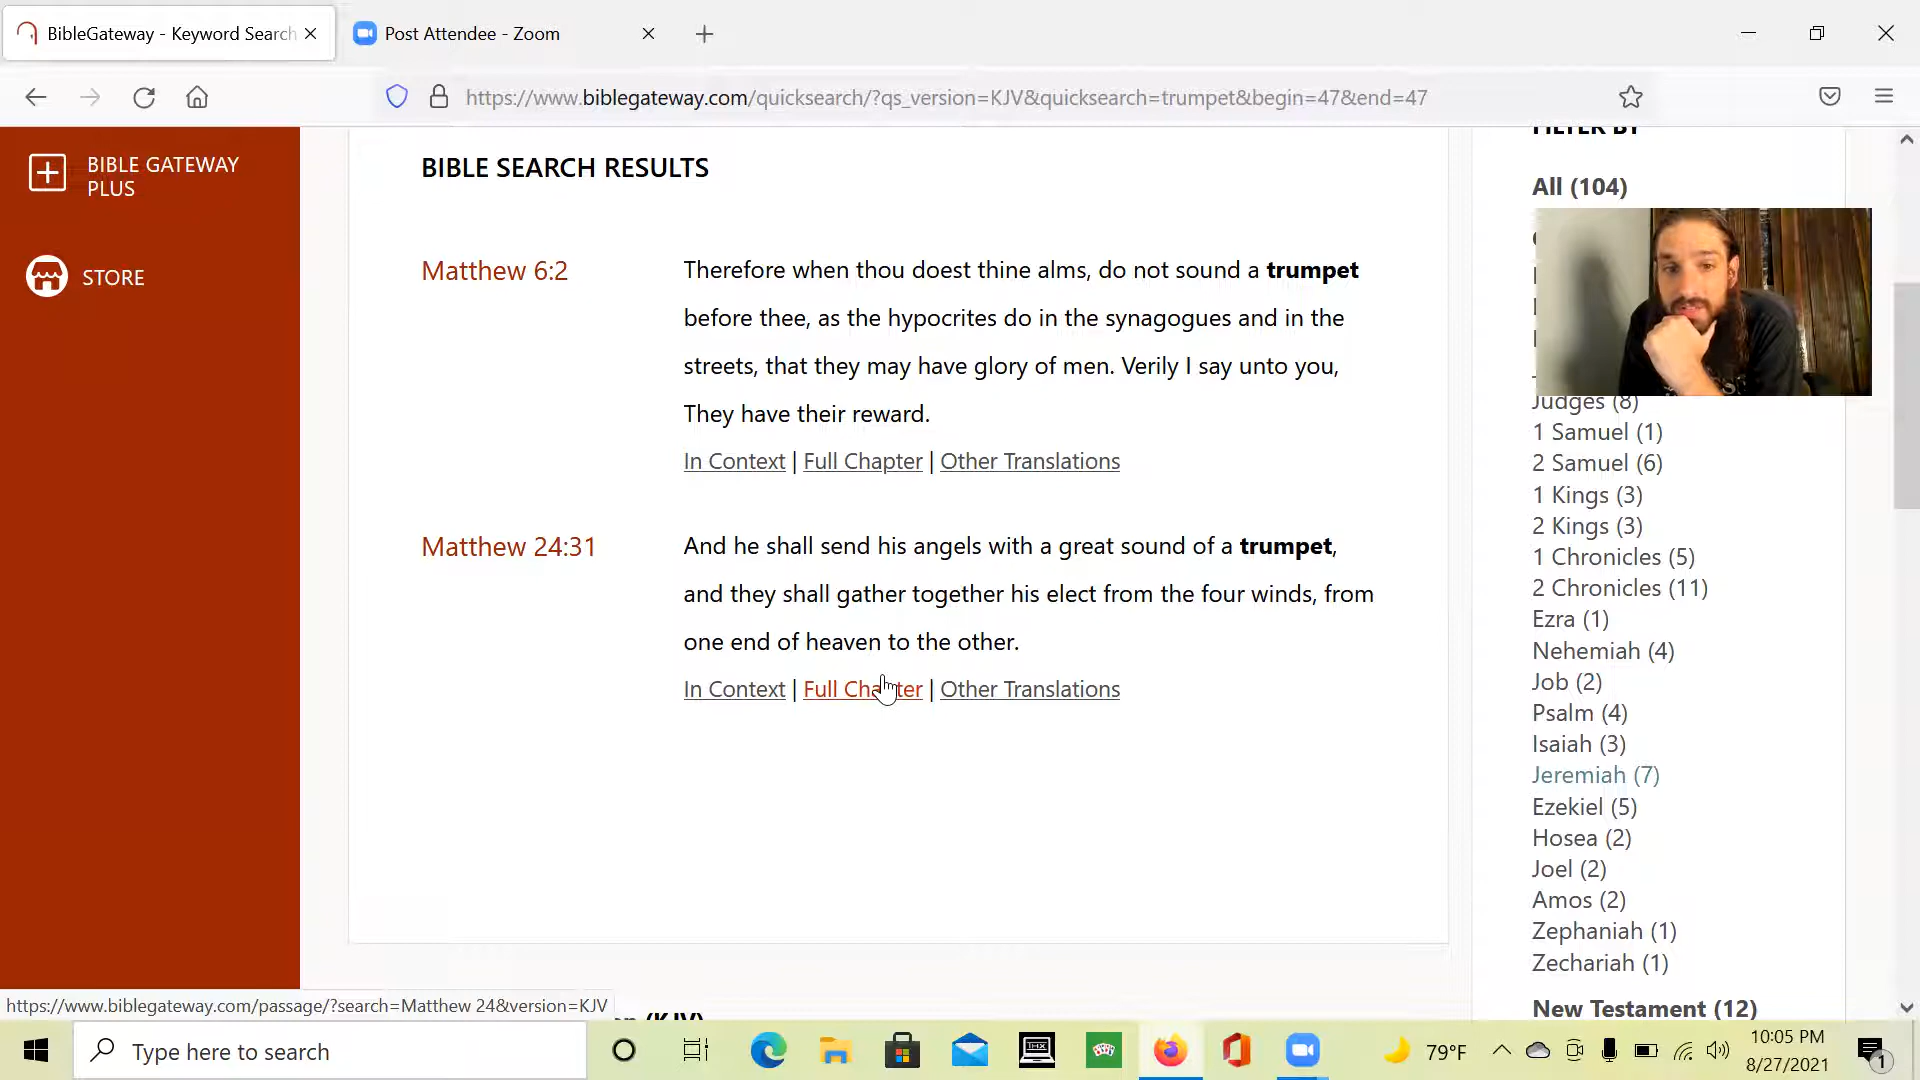 BibleGateway - Keyword Search
Post Attendee - Zoom
https://www.biblegateway.com/quicksearch/?qs_version=KJV&quicksearch=trumpet&begin=47&end=47
BIBLE GATEWAY
PLUS
STORE
BIBLE SEARCH RESULTS
Matthew 6:2
Therefore when thou doest thine alms, do not sound a trumpet
before thee, as the hypocrites do in the synagogues and in the
streets, that they may have glory of men. Verily I say unto you,
They have their reward.
In Context | Full Chapter | Other Translations
Matthew 24:31
And he shall send his angels with a great sound of a trumpet,
and they shall gather together his elect from the four winds, from
one end of heaven to the other.
In Context | Full Chapter | Other Translations
FILTER BY
All (104)
Judges (8)
1 Samuel (1)
2 Samuel (6)
1 Kings (3)
2 Kings (3)
1 Chronicles (5)
2 Chronicles (11)
Ezra (1)
Nehemiah (4)
Job (2)
Psalm (4)
Isaiah (3)
Jeremiah (7)
Ezekiel (5)
Hosea (2)
Joel (2)
Amos (2)
Zephaniah (1)
Zechariah (1)
New Testament (12)
(KJV)
https://www.biblegateway.com/passage/?search=Matthew 24&version=KJV
Type here to search
THX
79°F
10:05 PM
8/27/2021
1